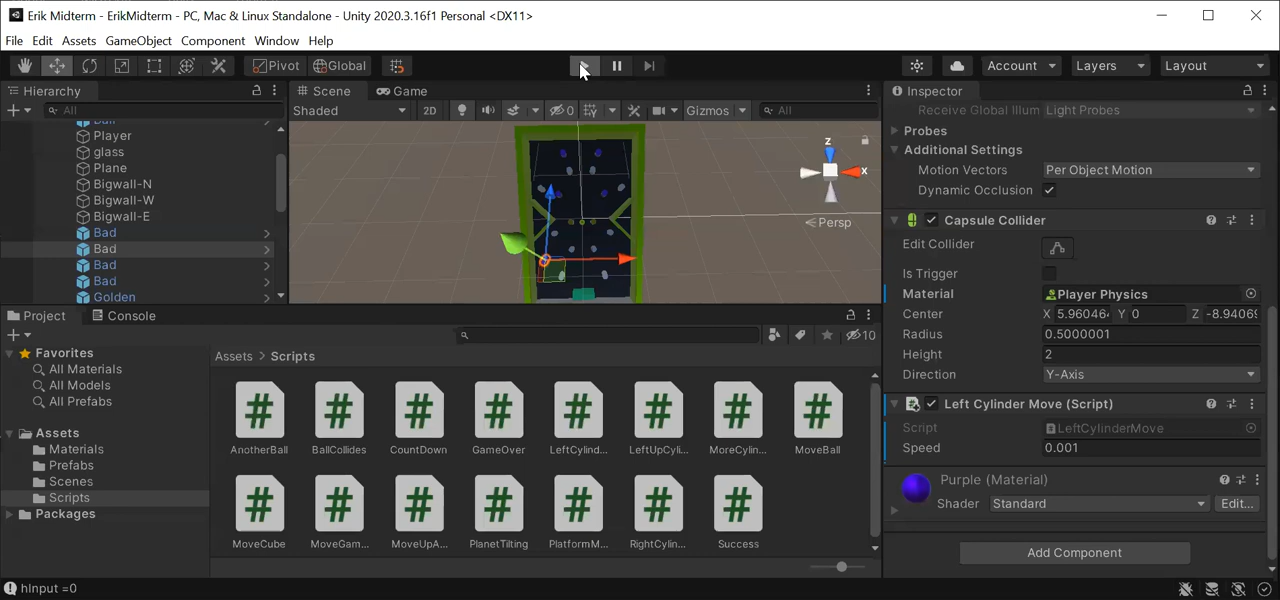 Erik Midterm - ErikMidterm - PC, Mac & Linux Standalone - Unity 2020.3.16f1 Personal <DX11>
File Edit Assets GameObject Component Window Help
Pivot Global Account Layers Layout
Hierarchy
All
Player
glass
Plane
Bigwall-N
Bigwall-W
Bigwall-E
Bad
Bad
Bad
Bad
Golden
Scene Game
Shaded 2D 0 Gizmos All
z
x
Persp
Inspector
Receive Global Illum Light Probes
Probes
Additional Settings
Motion Vectors Per Object Motion
Dynamic Occlusion
Capsule Collider
Edit Collider
Is Trigger
Material Player Physics
Center X 5.96046 Y 0 Z -8.9406
Radius 0.5000001
Height 2
Direction Y-Axis
Left Cylinder Move (Script)
Script LeftCylinderMove
Speed 0.001
Purple (Material)
Shader Standard Edit...
Add Component
Project Console
10
Favorites
All Materials
All Models
All Prefabs
Assets
Materials
Prefabs
Scenes
Scripts
Packages
Assets > Scripts
AnotherBall BallCollides CountDown GameOver LeftCylind... LeftUpCyli... MoreCylin... MoveBall
MoveCube MoveGam... MoveUpA... PlanetTilting PlatformM... RightCylin... Success
hInput =0